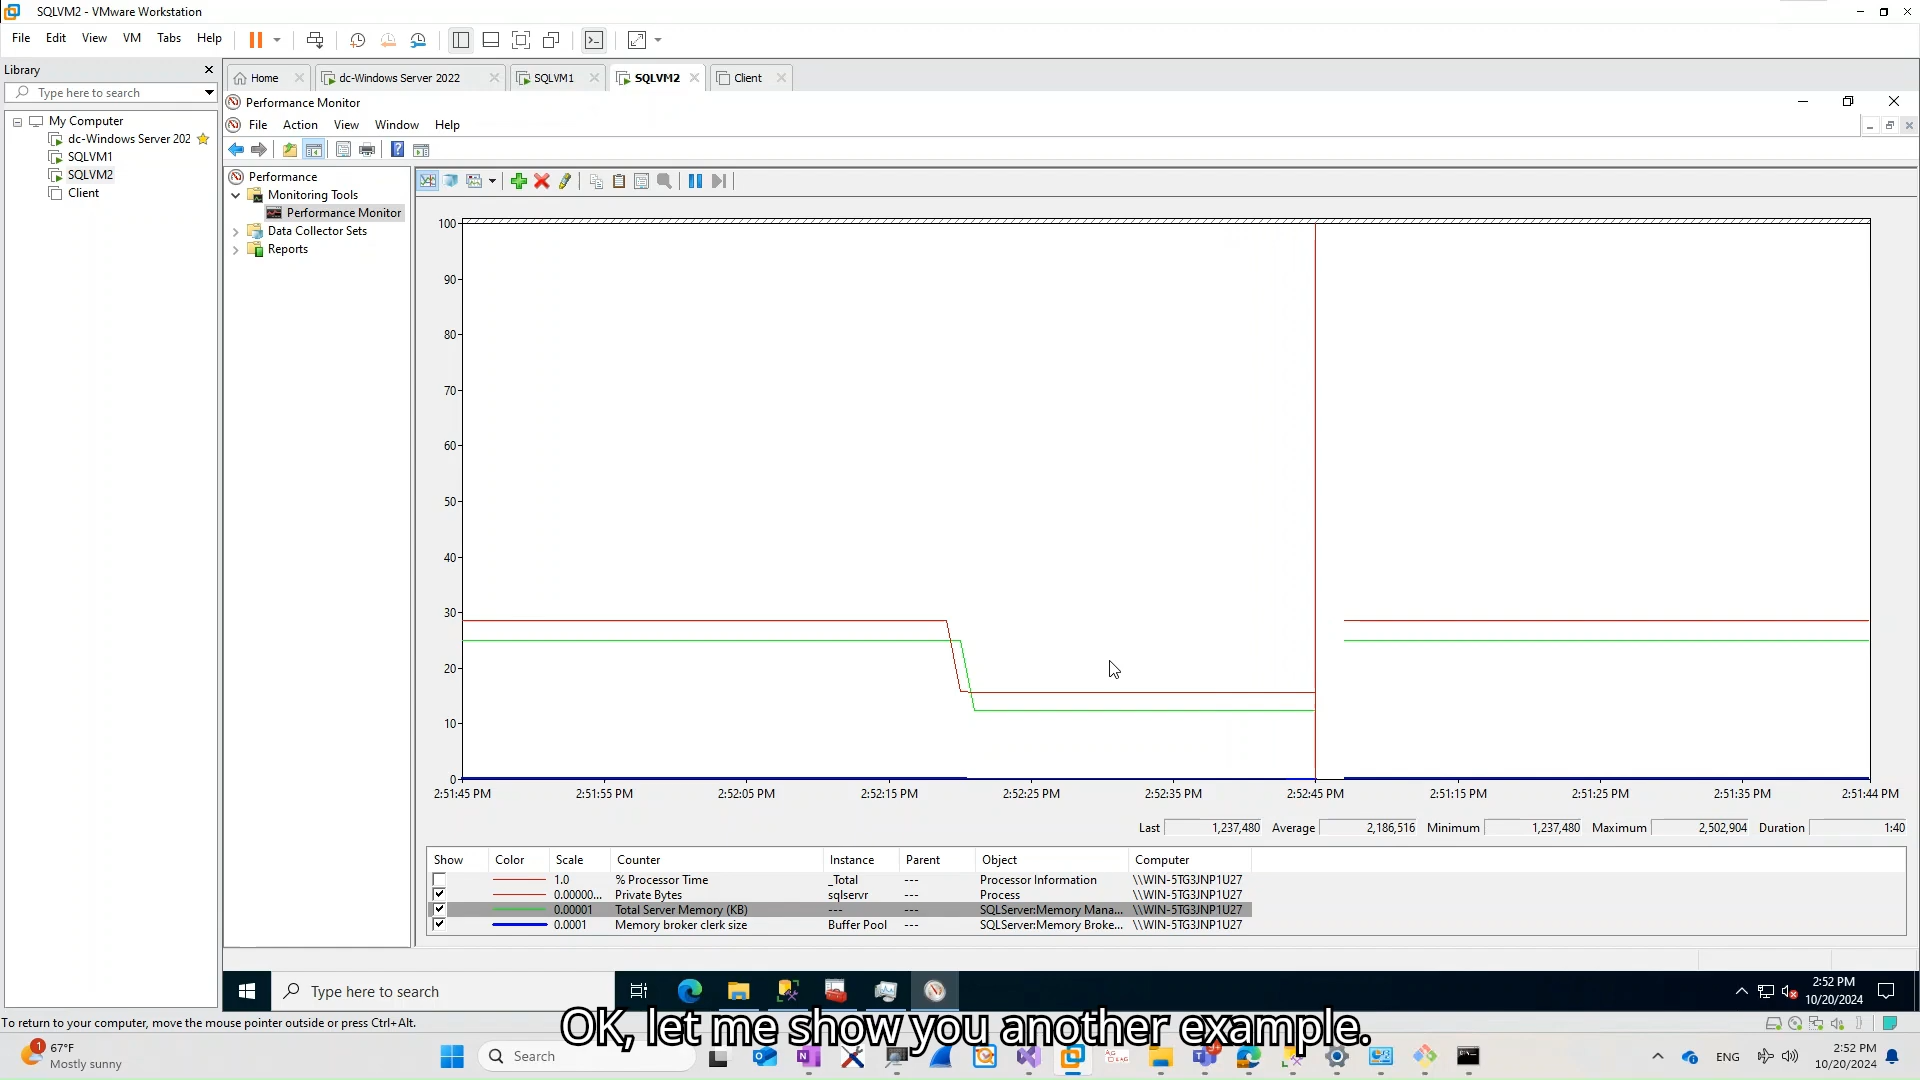 SQLVM2 - VMware Workstation
File Edit View VM Tabs Help
Library
Type here to search
My Computer
dc-Windows Server 202
SQLVM1
SQLVM2
Client
Home dc-Windows Server 2022 SQLVM1 SQLVM2 Client
Performance Monitor
File Action View Window Help
Performance
Monitoring Tools
Performance Monitor
Data Collector Sets
Reports
100
90
80
70
60
50
40
30
20
10
0
2:51:45 PM 2:51:55 PM 2:52:05 PM 2:52:15 PM 2:52:25 PM 2:52:35 PM 2:52:45 PM 2:51:15 PM 2:51:25 PM 2:51:35 PM 2:51:44 PM
Last 1,237,480 Average 2,186,516 Minimum 1,237,480 Maximum 2,502,904 Duration 1:40
Show Color Scale Counter Instance Parent Object Computer
1.0 % Processor Time _Total --- Processor Information \\WIN-5TG3JNP1U27
0.00000... Private Bytes sqlservr --- Process \\WIN-5TG3JNP1U27
0.00001 Total Server Memory (KB) --- --- SQLServer:Memory Mana... \\WIN-5TG3JNP1U27
0.0001 Memory broker clerk size Buffer Pool --- SQLServer:Memory Broke... \\WIN-5TG3JNP1U27
Type here to search
2:52 PM
10/20/2024
To return to your computer, move the mouse pointer outside or press Ctrl+Alt.
OK, let me show you another example.
1
67°F
Mostly sunny
Search
ENG
2:52 PM
10/20/2024